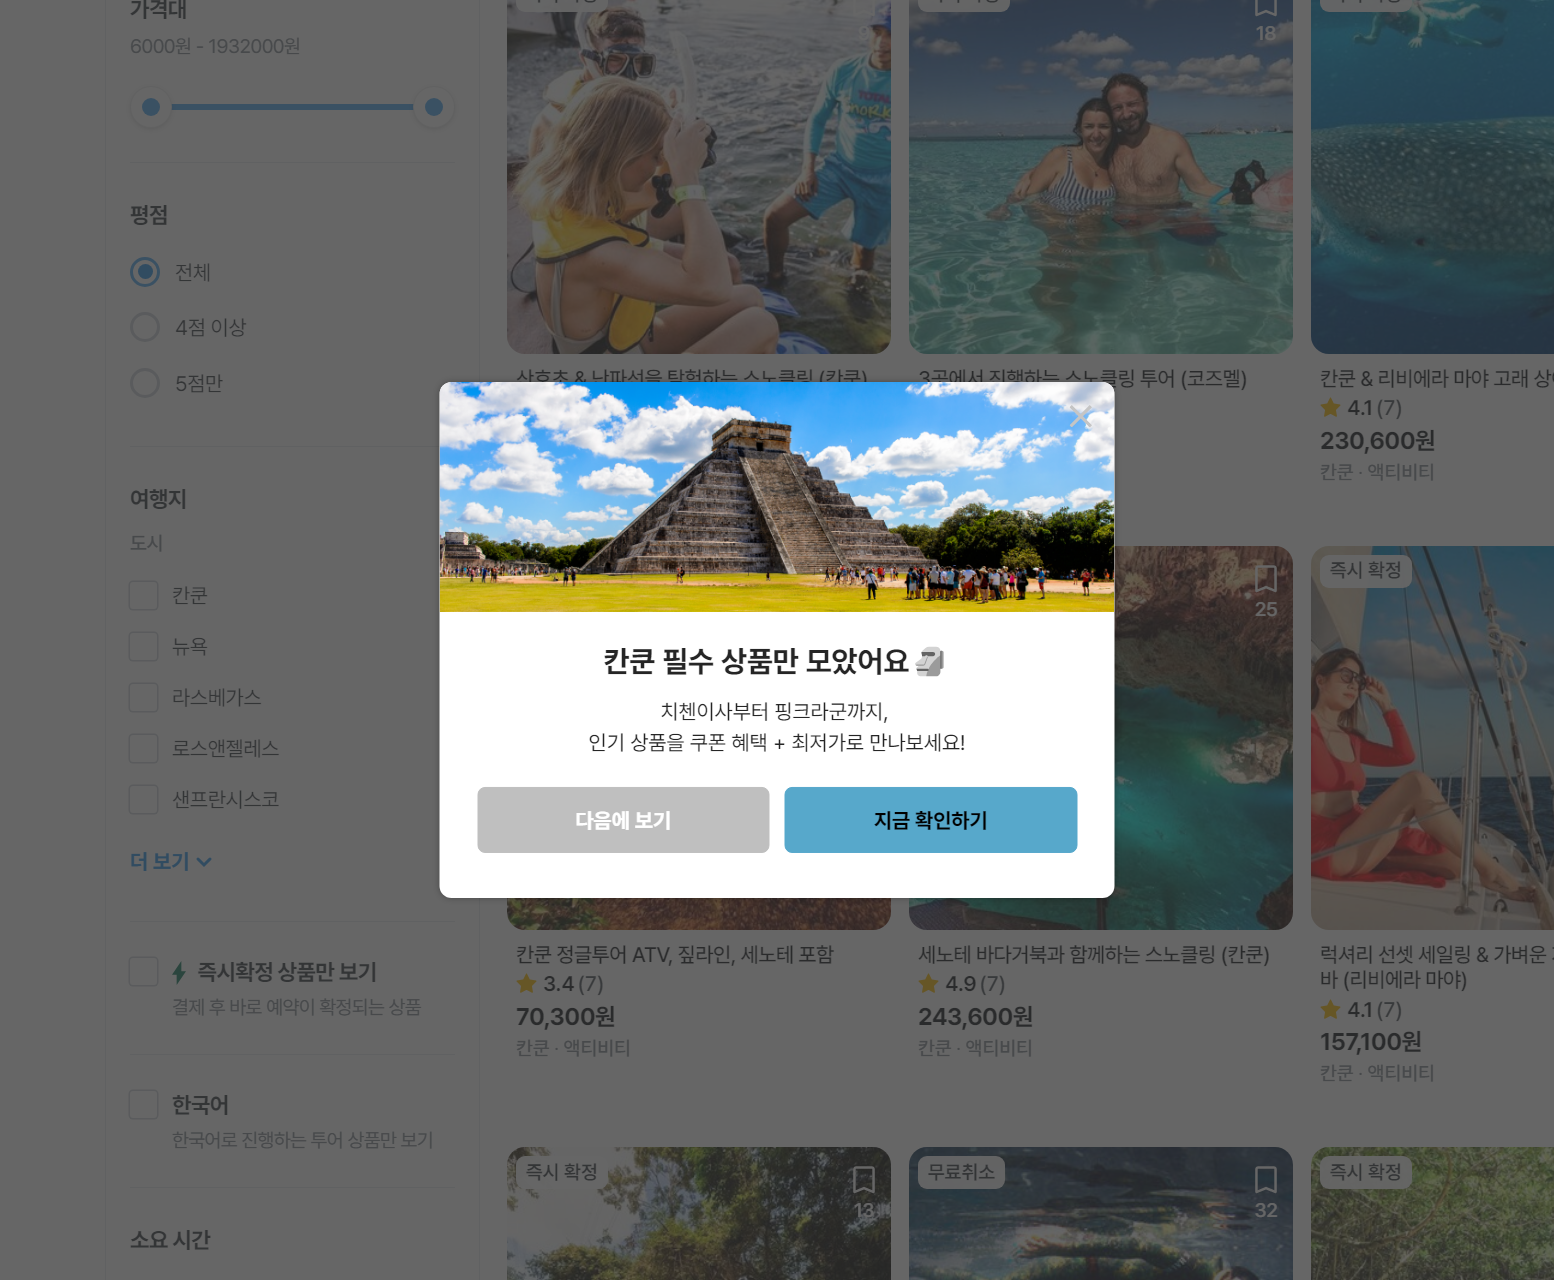 가격대
6000원 - 1932000원
평점
전체
4점 이상
5점만
여행지
도시
칸쿤
뉴욕
라스베가스
로스앤젤레스
샌프란시스코
더 보기
즉시확정 상품만 보기
결제 후 바로 예약이 확정되는 상품
한국어
한국어로 진행하는 투어 상품만 보기
소요 시간
18
산호초 & 난파선을 탐험하는 스노클링 (칸쿤)
3곳에서 진행하는 스노클링 투어 (코즈멜)
칸쿤 & 리비에라 마야 고래 상어
4.1 (7)
230,600원
칸쿤 · 액티비티
칸쿤 필수 상품만 모았어요
치첸이사부터 핑크라군까지,
인기 상품을 쿠폰 혜택 + 최저가로 만나보세요!
다음에 보기
지금 확인하기
25
즉시 확정
칸쿤 정글투어 ATV, 짚라인, 세노테 포함
3.4 (7)
70,300원
칸쿤 · 액티비티
세노테 바다거북과 함께하는 스노클링 (칸쿤)
4.9 (7)
243,600원
칸쿤 · 액티비티
럭셔리 선셋 세일링 & 가벼운
바 (리비에라 마야)
4.1 (7)
157,100원
칸쿤 · 액티비티
즉시 확정
13
무료취소
32
즉시 확정